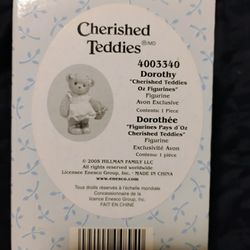 Cherished
Teddies
®/MD
4003340
Dorothy
"Cherished Teddies
Oz Figurines"
Figurine
Avon Exclusive
Contents: 1 Piece
Dorothée
"Figurines Pays d'Oz
Cherished Teddies"
Figurine
Exclusivité Avon
Contenu: 1 pièce
© 2005 HILLMAN FAMILY LLC
All rights reserved worldwide
Licensee Enesco Group, Inc. - MADE IN CHINA
www.enesco.com
Tous droits réservés à l'échelle mondiale
Concessionnaire de la
licence Enesco Group, Inc.
FAIT EN CHINE